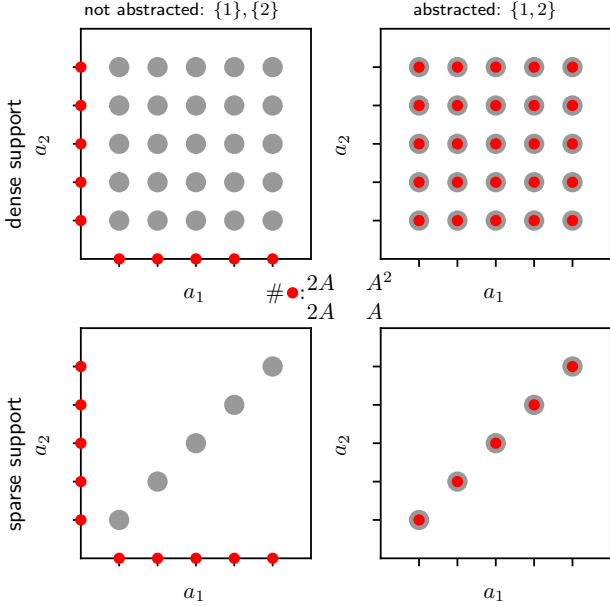 not abstracted: {1}, {2}
abstracted: {1, 2}
dense support
a₂
a₂
a₁
#●: 2A A²
a₁
2A A
sparse support
a₂
a₂
a₁
a₁